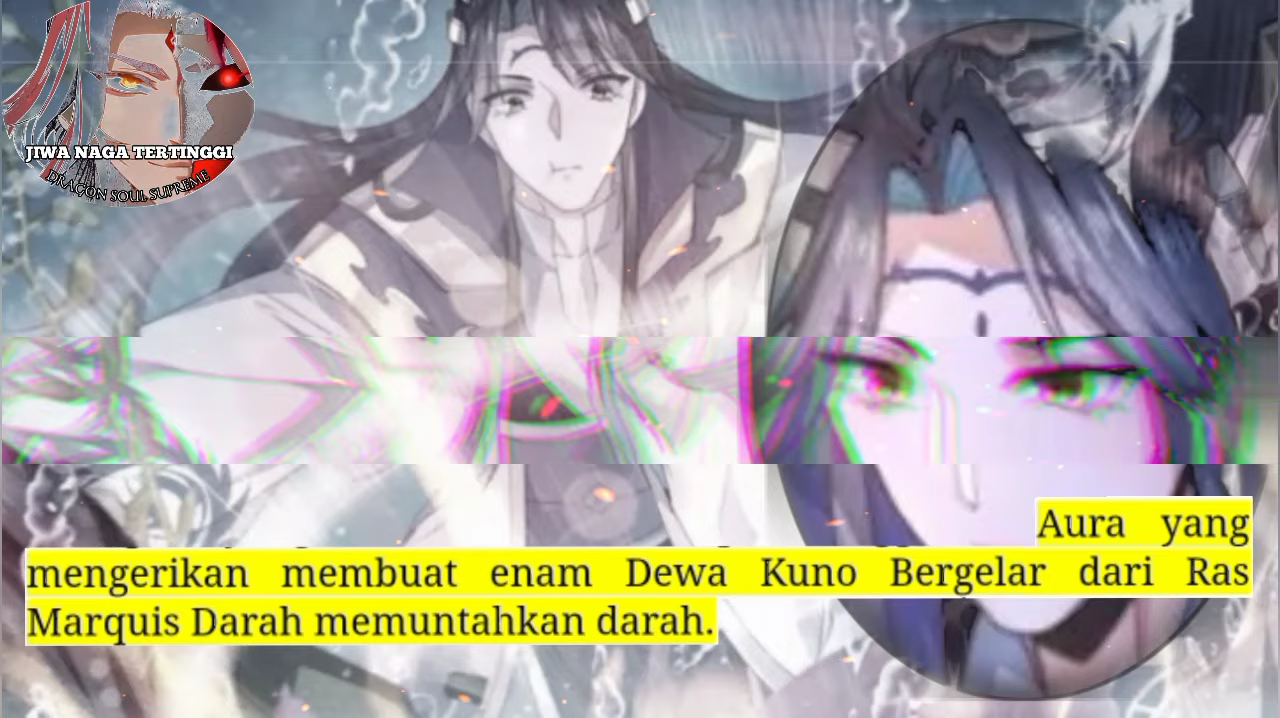 JIWA NAGA TERTINGGI
DRAGON SOUL SUPREME
Aura yang
mengerikan membuat enam Dewa Kuno Bergelar dari Ras
Marquis Darah memuntahkan darah.